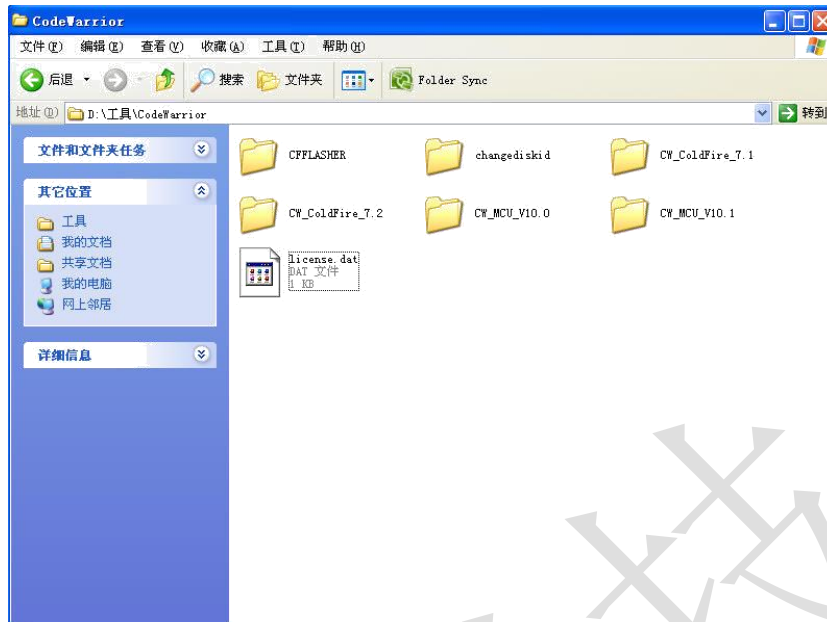 CodeWarrior
文件(F) 编辑(E) 查看(V) 收藏(A) 工具(T) 帮助(H)
后退 搜索 文件夹 Folder Sync
地址(D) D:\工具\CodeWarrior 转到
文件和文件夹任务
其它位置
工具
我的文档
共享文档
我的电脑
网上邻居
详细信息
CFFLASHER changediskid CW_ColdFire_7.1
CW_ColdFire_7.2 CW_MCU_V10.0 CW_MCU_V10.1
license.dat
DAT 文件
1 KB